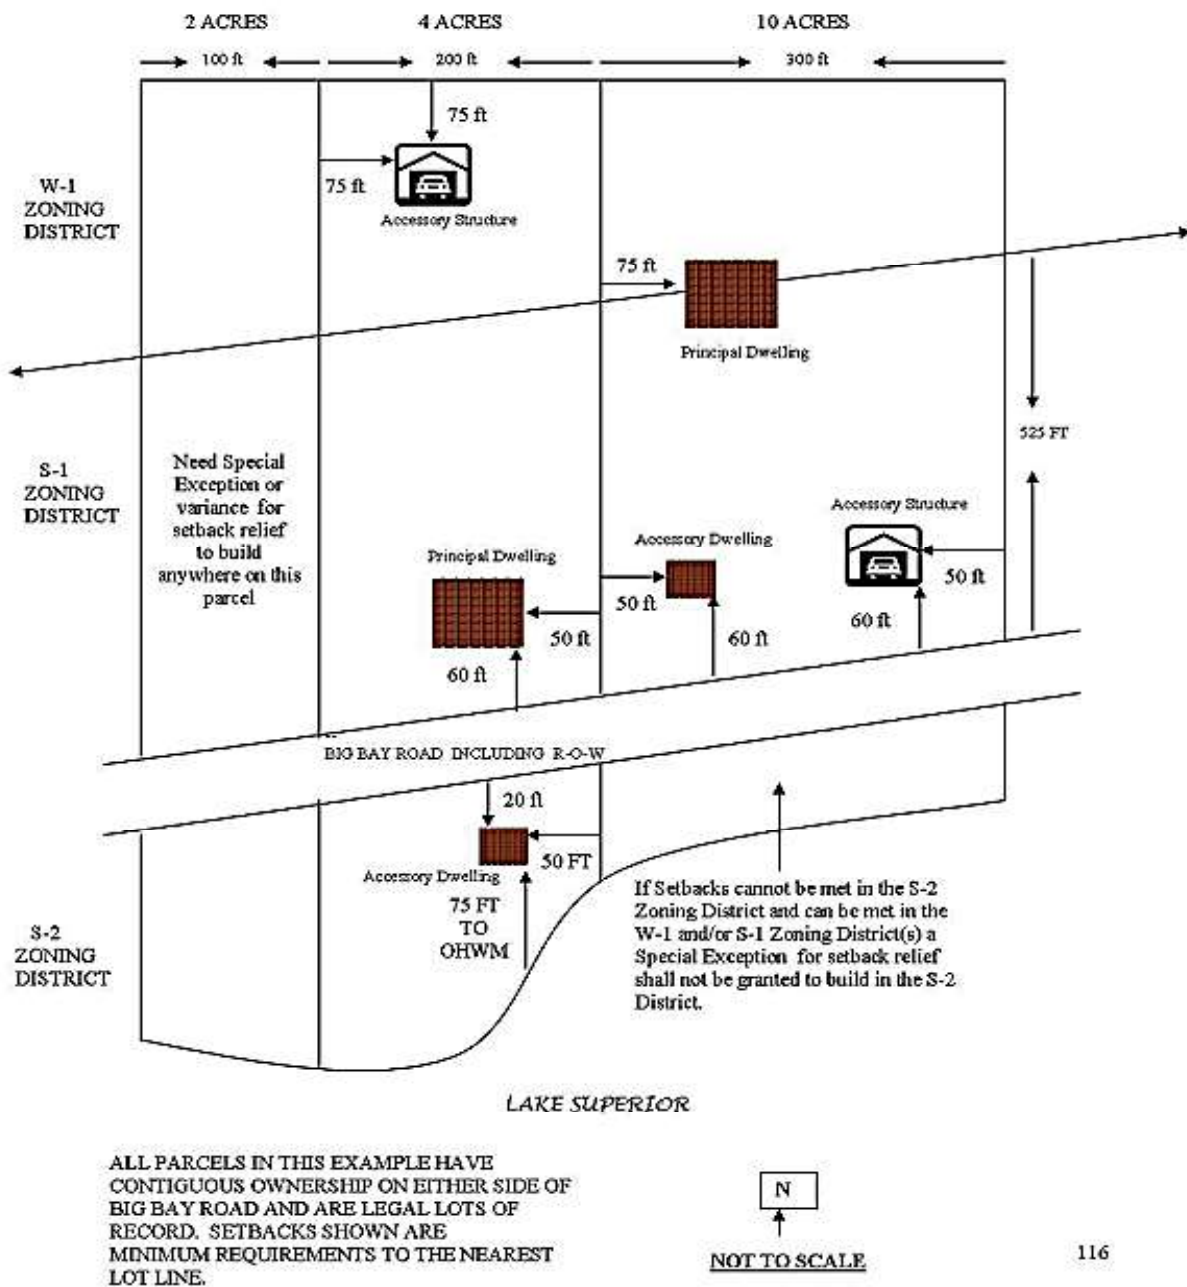 2 ACRES
4 ACRES
10 ACRES
100 ft
200 ft
300 ft
75 ft
75 ft
Accessory Structure
W-1
ZONING
DISTRICT
75 ft
Principal Dwelling
525 FT
S-1
ZONING
DISTRICT
Need Special
Exception or
variance for
setback relief
to build
anywhere on this
parcel
Principal Dwelling
50 ft
60 ft
Accessory Dwelling
50 ft
60 ft
Accessory Structure
50 ft
60 ft
BIG BAY ROAD INCLUDING R-O-W
20 ft
50 FT
Accessory Dwelling
75 FT
TO
OHWM
If Setbacks cannot be met in the S-2
Zoning District and can be met in the
W-1 and/or S-1 Zoning District(s) a
Special Exception for setback relief
shall not be granted to build in the S-2
District.
S-2
ZONING
DISTRICT
LAKE SUPERIOR
ALL PARCELS IN THIS EXAMPLE HAVE
CONTIGUOUS OWNERSHIP ON EITHER SIDE OF
BIG BAY ROAD AND ARE LEGAL LOTS OF
RECORD. SETBACKS SHOWN ARE
MINIMUM REQUIREMENTS TO THE NEAREST
LOT LINE.
N
NOT TO SCALE
116